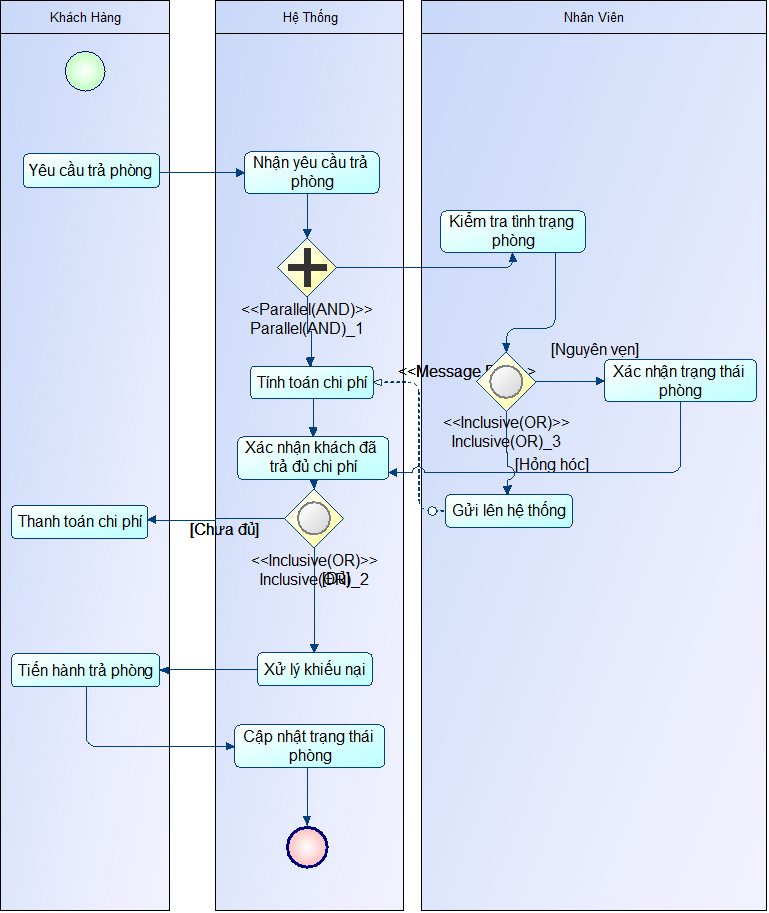 Khách Hàng
Hệ Thống
Nhân Viên
Yêu cầu trả phòng
Nhận yêu cầu trả
phòng
Kiểm tra tình trạng
phòng
<<Parallel(AND)>>
Parallel(AND)_1
[Nguyên vẹn]
Tính toán chi phí
<<Message
>>
Xác nhận trạng thái
phòng
<<Inclusive(OR)>>
Inclusive(OR)_3
Xác nhận khách đã
trả đủ chi phí
[Hỏng hóc]
Thanh toán chi phí
[Chưa đủ]
Gửi lên hệ thống
<<Inclusive(OR)>>
Inclusive(OR)_2
[Đủ]
Tiến hành trả phòng
Xử lý khiếu nại
Cập nhật trạng thái
phòng